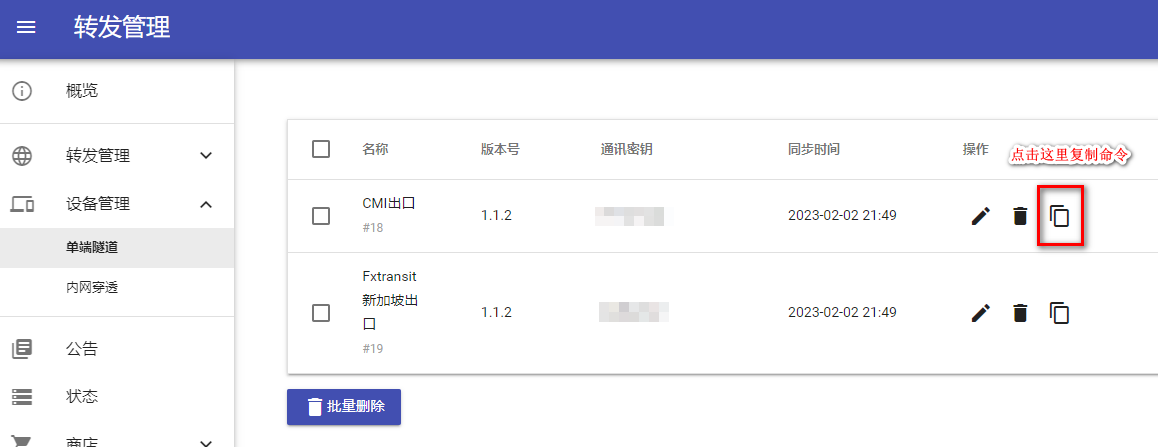 转发管理
概览
转发管理
设备管理
单端隧道
内网穿透
公告
状态
商店
名称 版本号 通讯密钥 同步时间 操作
点击这里复制命令
CMI出口 1.1.2 2023-02-02 21:49
#18
Fxtransit
新加坡出
口
1.1.2 2023-02-02 21:49
#19
批量删除